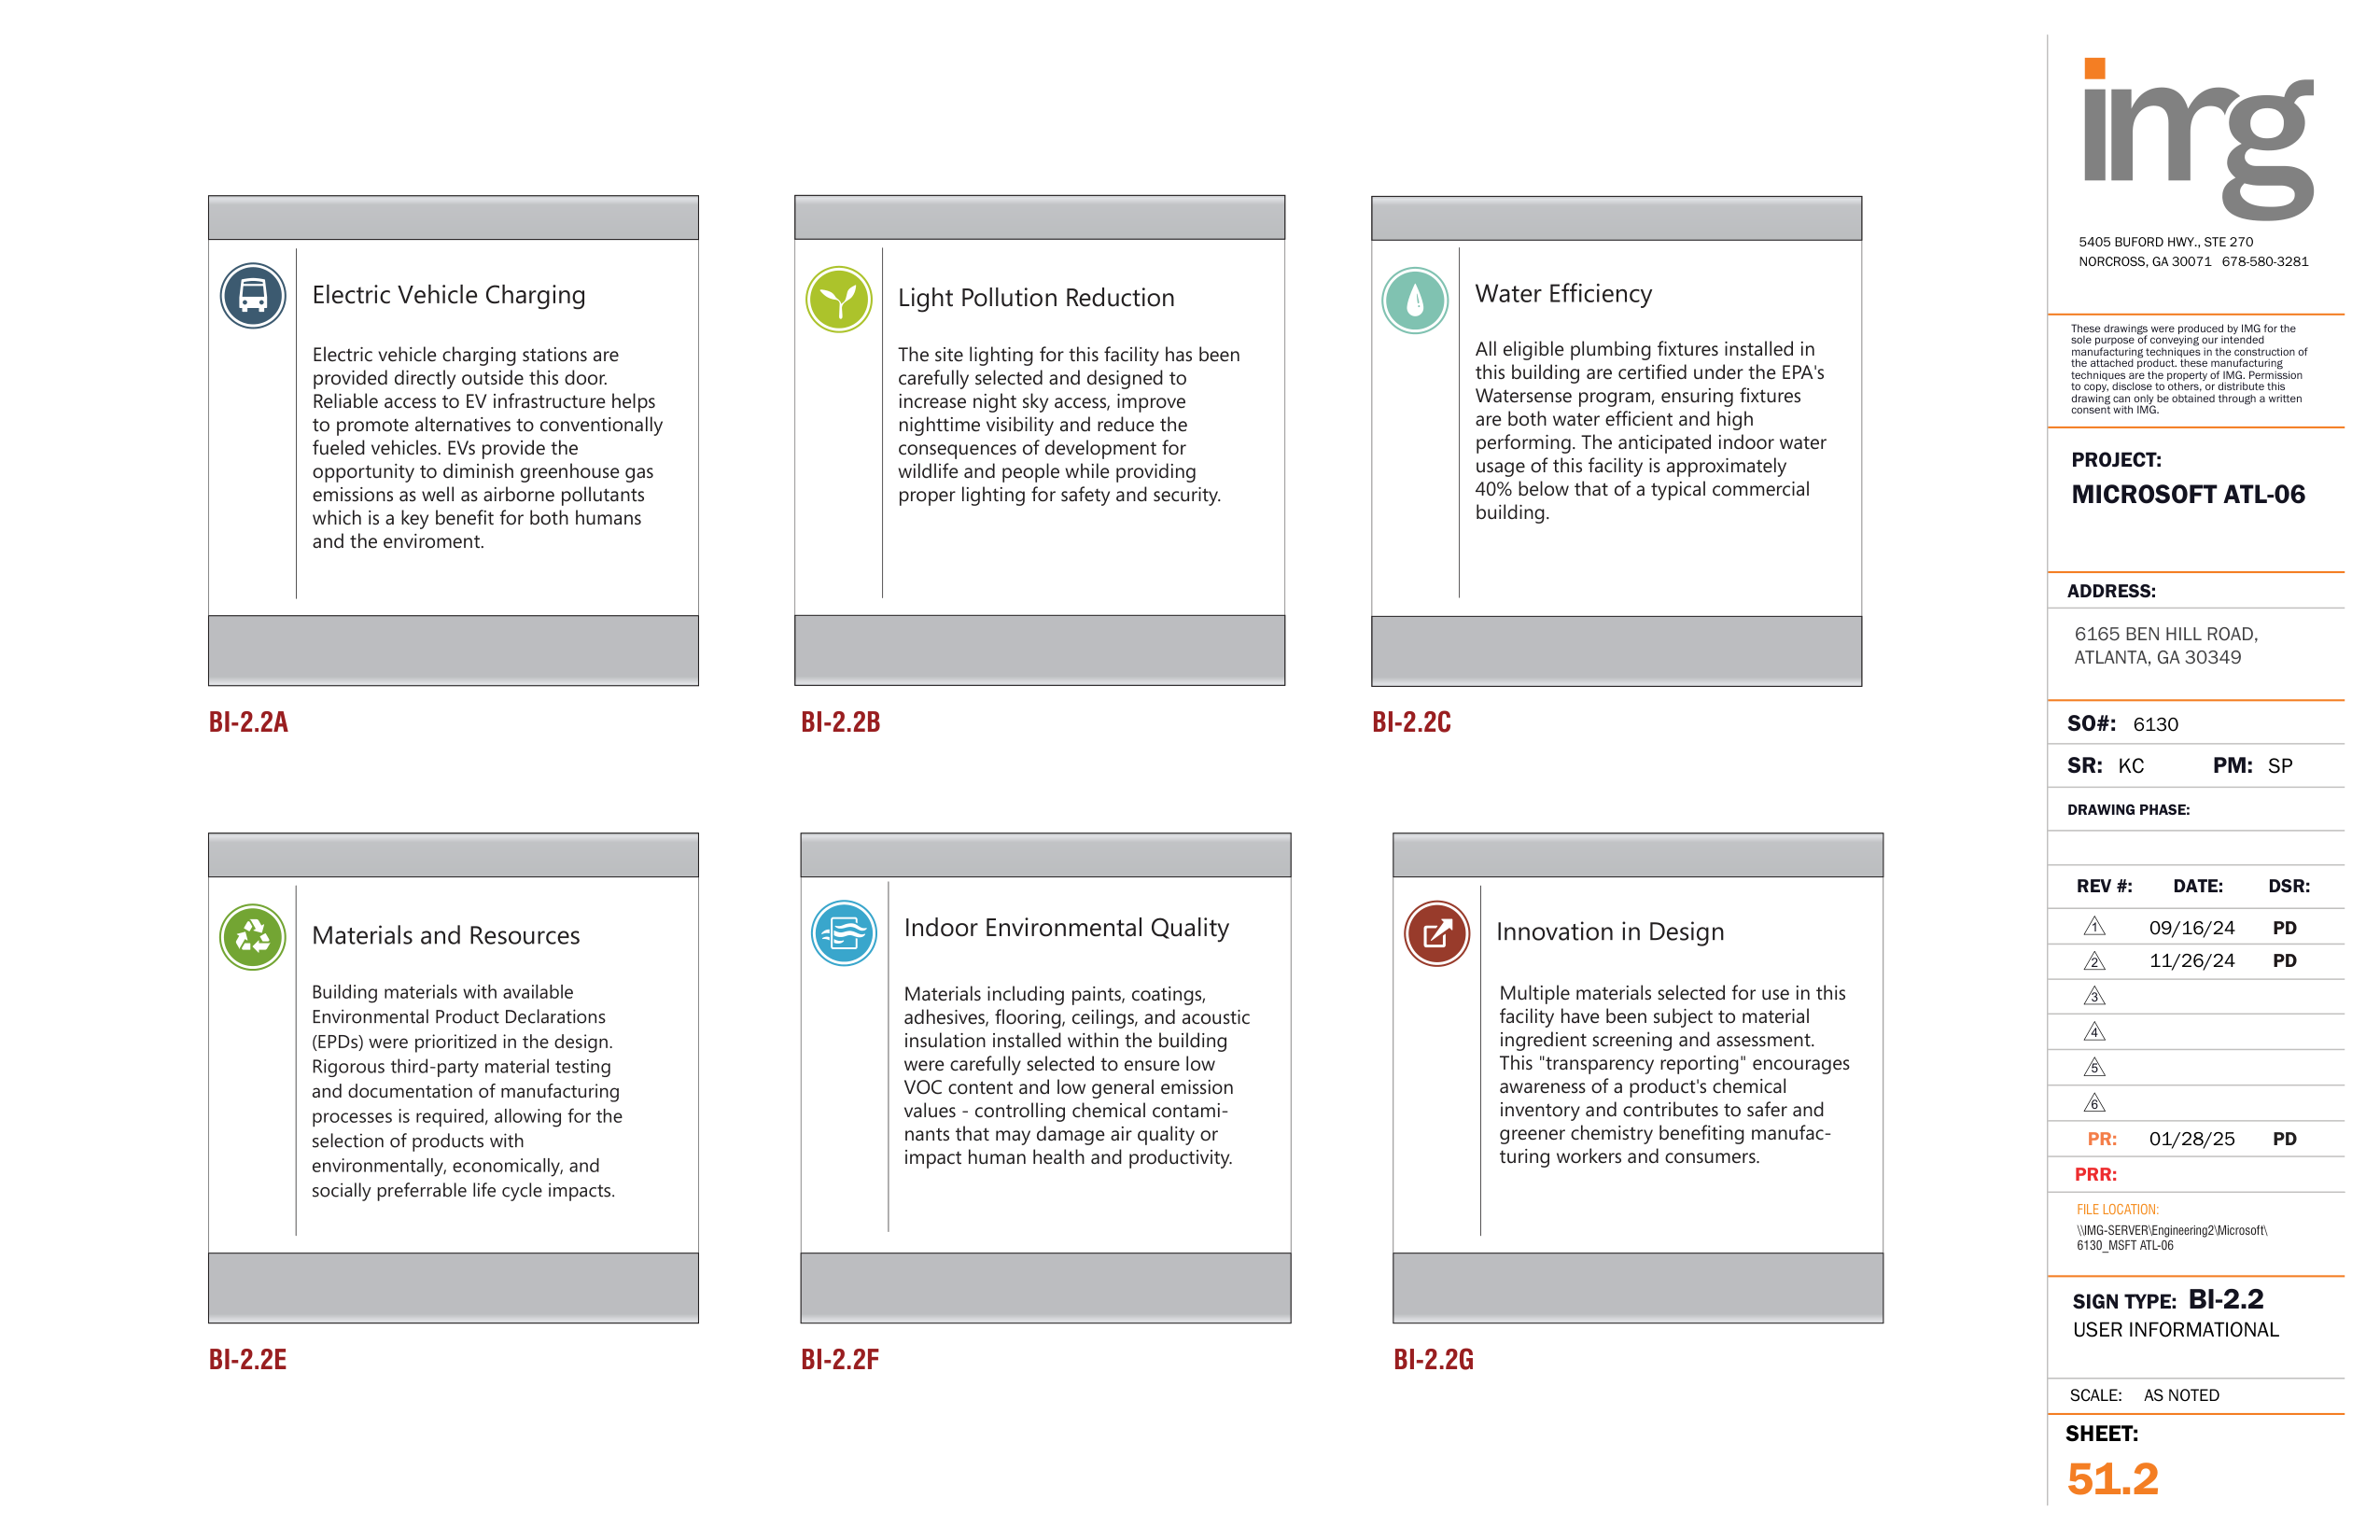 Electric Vehicle Charging
Electric vehicle charging stations are
provided directly outside this door.
Reliable access to EV infrastructure helps
to promote alternatives to conventionally
fueled vehicles. EVs provide the
opportunity to diminish greenhouse gas
emissions as well as airborne pollutants
which is a key benefit for both humans
and the enviroment.
BI-2.2A
Light Pollution Reduction
The site lighting for this facility has been
carefully selected and designed to
increase night sky access, improve
nighttime visibility and reduce the
consequences of development for
wildlife and people while providing
proper lighting for safety and security.
BI-2.2B
Water Efficiency
All eligible plumbing fixtures installed in
this building are certified under the EPA's
Watersense program, ensuring fixtures
are both water efficient and high
performing. The anticipated indoor water
usage of this facility is approximately
40% below that of a typical commercial
building.
BI-2.2C
Materials and Resources
Building materials with available
Environmental Product Declarations
(EPDs) were prioritized in the design.
Rigorous third-party material testing
and documentation of manufacturing
processes is required, allowing for the
selection of products with
environmentally, economically, and
socially preferrable life cycle impacts.
BI-2.2E
Indoor Environmental Quality
Materials including paints, coatings,
adhesives, flooring, ceilings, and acoustic
insulation installed within the building
were carefully selected to ensure low
VOC content and low general emission
values - controlling chemical contami-
nants that may damage air quality or
impact human health and productivity.
BI-2.2F
Innovation in Design
Multiple materials selected for use in this
facility have been subject to material
ingredient screening and assessment.
This "transparency reporting" encourages
awareness of a product's chemical
inventory and contributes to safer and
greener chemistry benefiting manufac-
turing workers and consumers.
BI-2.2G
img
5405 BUFORD HWY., STE 270
NORCROSS, GA 30071 678-580-3281
These drawings were produced by IMG for the
sole purpose of conveying our intended
manufacturing techniques in the construction of
the attached product. these manufacturing
techniques are the property of IMG. Permission
to copy, disclose to others, or distribute this
drawing can only be obtained through a written
consent with IMG.
PROJECT:
MICROSOFT ATL-06
ADDRESS:
6165 BEN HILL ROAD,
ATLANTA, GA 30349
SO#: 6130
SR: KC PM: SP
DRAWING PHASE:
REV #: DATE: DSR:
1 09/16/24 PD
2 11/26/24 PD
3
4
5
6
PR: 01/28/25 PD
PRR:
FILE LOCATION:
\\IMG-SERVER\Engineering2\Microsoft\
6130_MSFT ATL-06
SIGN TYPE: BI-2.2
USER INFORMATIONAL
SCALE: AS NOTED
SHEET:
51.2